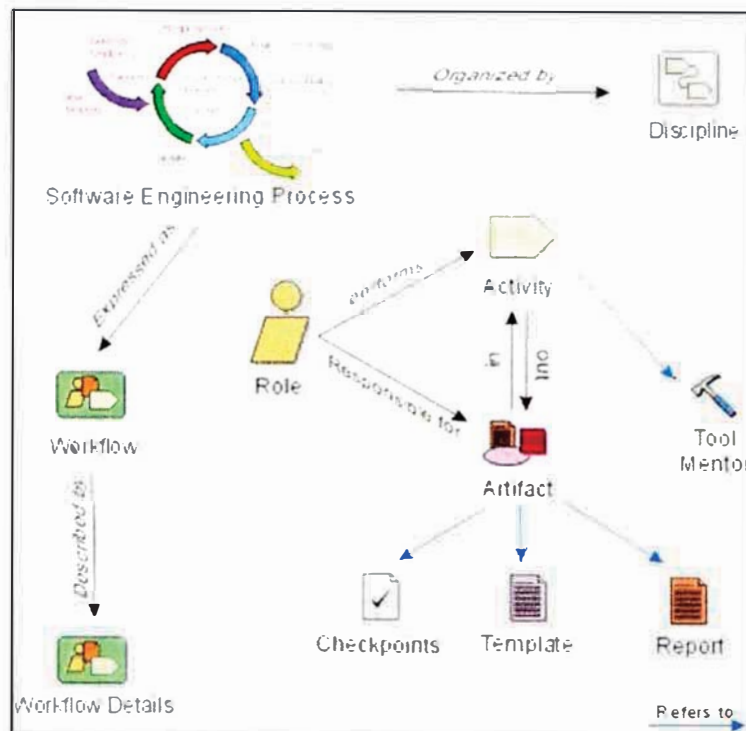 Organized by
Discipline
Software Engineering Process
Expressed as
performs
Activity
Role
Responsible for
in
out
Workflow
Artifact
Tool
Mentor
Described by
Checkpoints
Template
Report
Workflow Details
Refers to